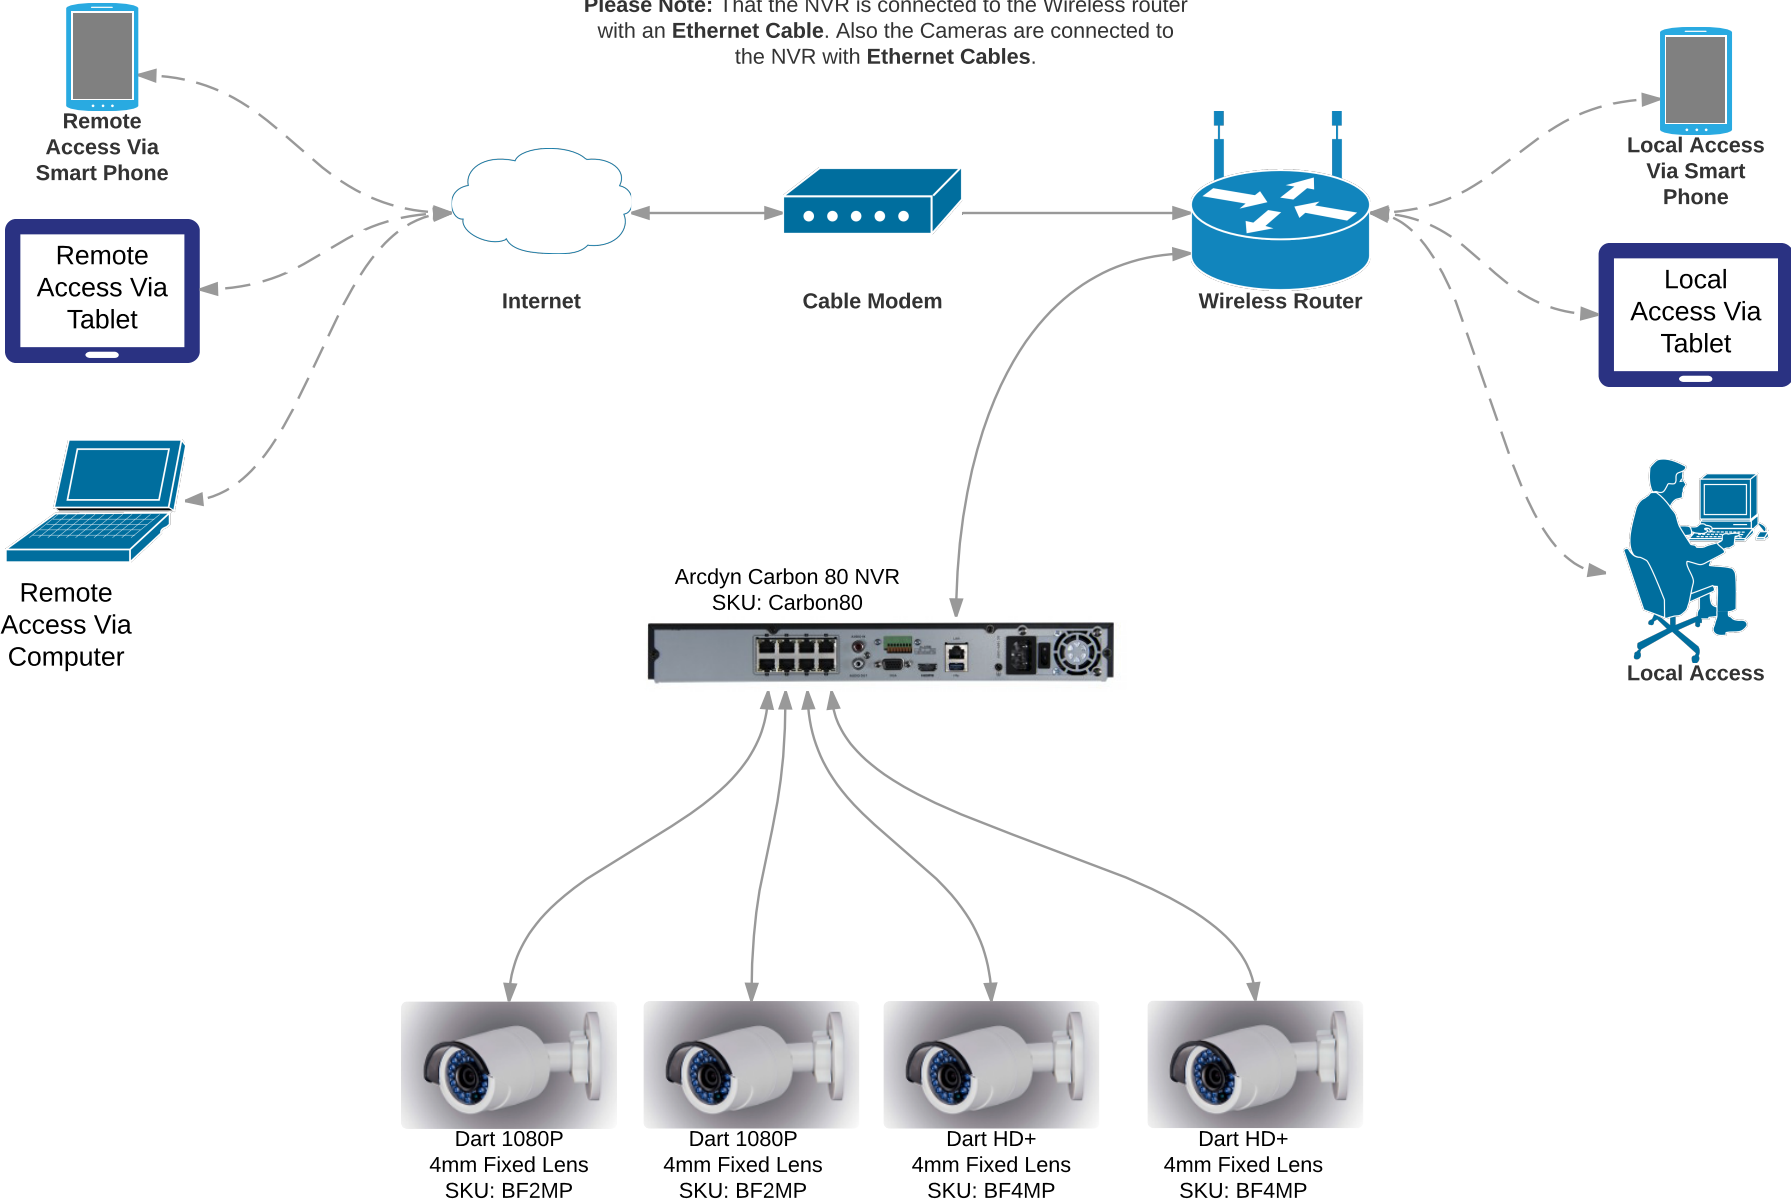 Please Note: That the NVR is connected to the Wireless router
with an Ethernet Cable. Also the Cameras are connected to
the NVR with Ethernet Cables.
Remote
Access Via
Smart Phone
Local Access
Via Smart
Phone
Remote
Access Via
Tablet
Internet
Cable Modem
Wireless Router
Local
Access Via
Tablet
Remote
Access Via
Computer
Arcdyn Carbon 80 NVR
SKU: Carbon80
Local Access
Dart 1080P
4mm Fixed Lens
SKU: BF2MP
Dart 1080P
4mm Fixed Lens
SKU: BF2MP
Dart HD+
4mm Fixed Lens
SKU: BF4MP
Dart HD+
4mm Fixed Lens
SKU: BF4MP